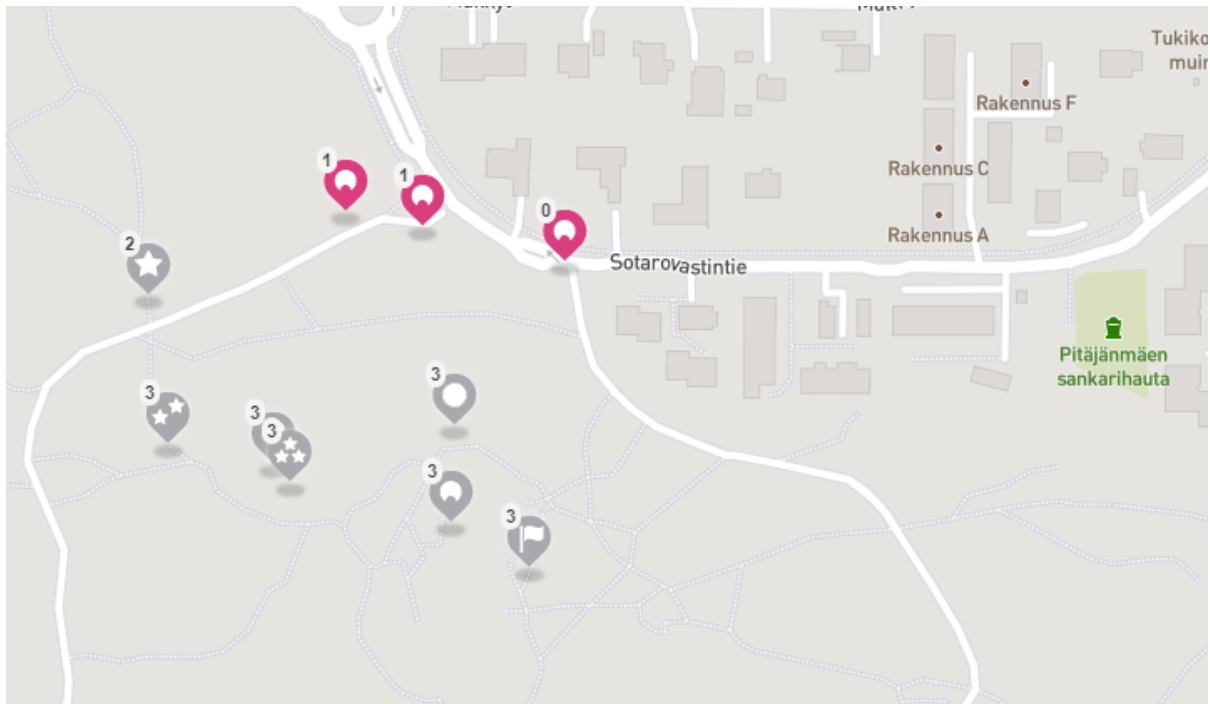 Tukiko
muir
Rakennus F
1
Rakennus C
1
0
Rakennus A
2
Sotarovastintie
Pitäjänmäen
sankarihauta
3
3
3
3
3
3